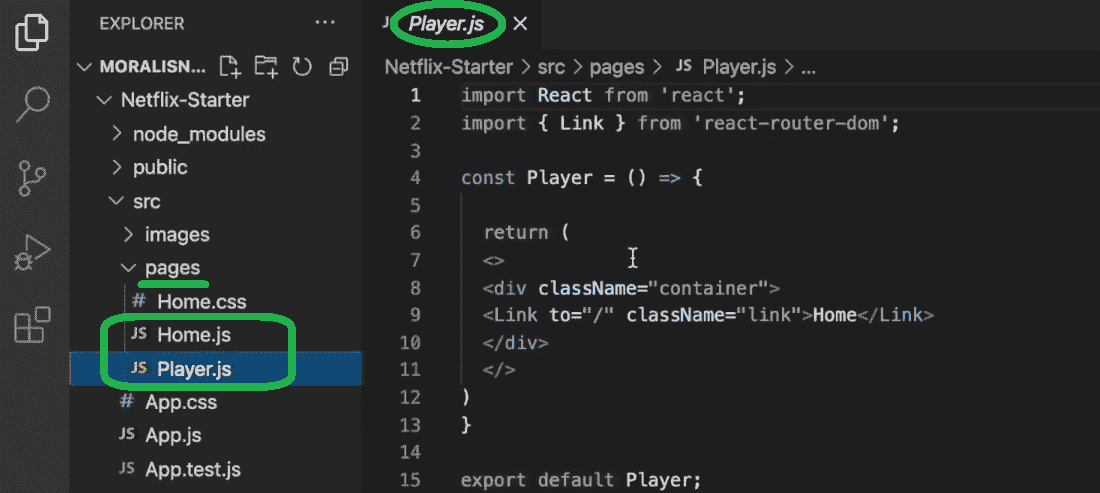 EXPLORER ...
MORALISN...
Netflix-Starter
node_modules
public
src
images
pages
# Home.css
JS Home.js
JS Player.js
# App.css
JS App.js
JS App.test.js
JS Player.js ×
Netflix-Starter > src > pages > JS Player.js > ...
1 import React from 'react';
2 import { Link } from 'react-router-dom';
3
4 const Player = () => {
5
6 return (
7 <>
8 <div className="container">
9 <Link to="/" className="link">Home</Link>
10 </div>
11 </>
12 )
13 }
14
15 export default Player;